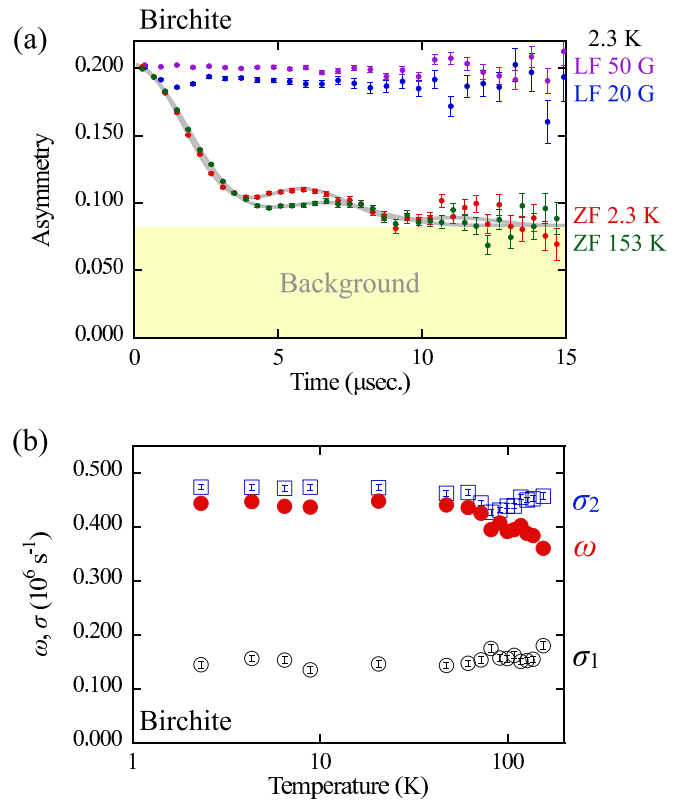 Birchite
(a)
2.3 K
LF 50 G
LF 20 G
0.200
0.150
0.100
0.050
0.000
Asymmetry
ZF 2.3 K
ZF 153 K
Background
0
5
10
15
Time (μsec.)
(b)
0.500
0.400
0.300
0.200
0.100
0.000
ω, σ (10⁶ s⁻¹)
σ₂
ω
σ₁
Birchite
1
10
100
Temperature (K)